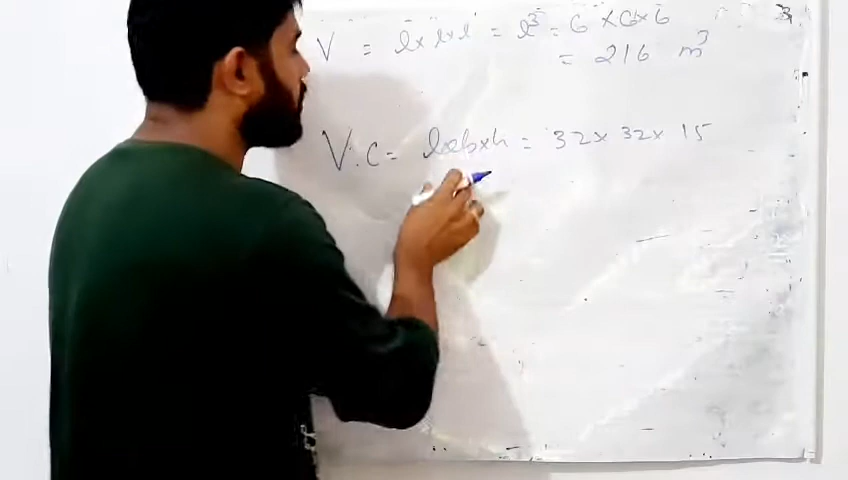 V = l×l×l = l³ = 6×6×6
= 216 m³
V.C = l×b×h = 32×32×15